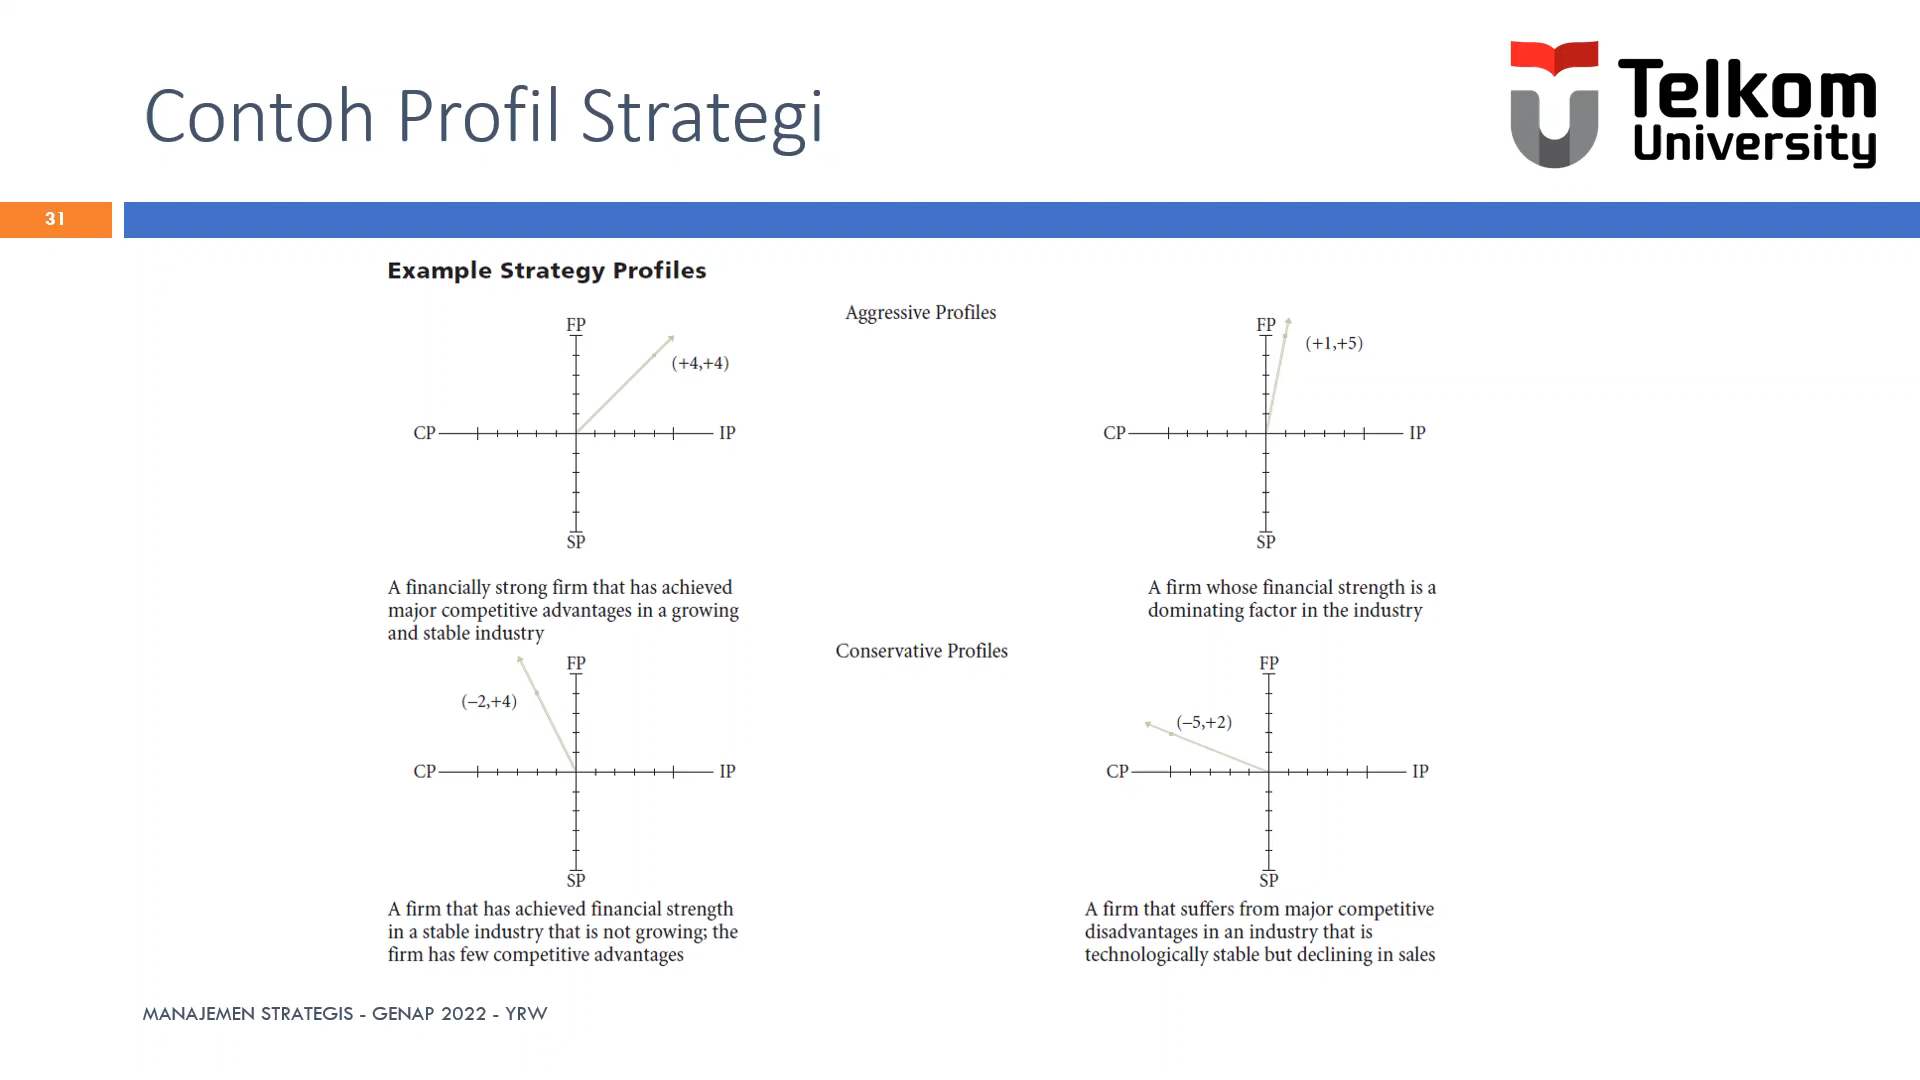 Contoh Profil Strategi
Telkom
University
31
Example Strategy Profiles
Aggressive Profiles
FP
(+4,+4)
CP
IP
SP
A financially strong firm that has achieved
major competitive advantages in a growing
and stable industry
FP
(+1,+5)
CP
IP
SP
A firm whose financial strength is a
dominating factor in the industry
Conservative Profiles
FP
(–2,+4)
CP
IP
SP
A firm that has achieved financial strength
in a stable industry that is not growing; the
firm has few competitive advantages
FP
(–5,+2)
CP
IP
SP
A firm that suffers from major competitive
disadvantages in an industry that is
technologically stable but declining in sales
MANAJEMEN STRATEGIS - GENAP 2022 - YRW